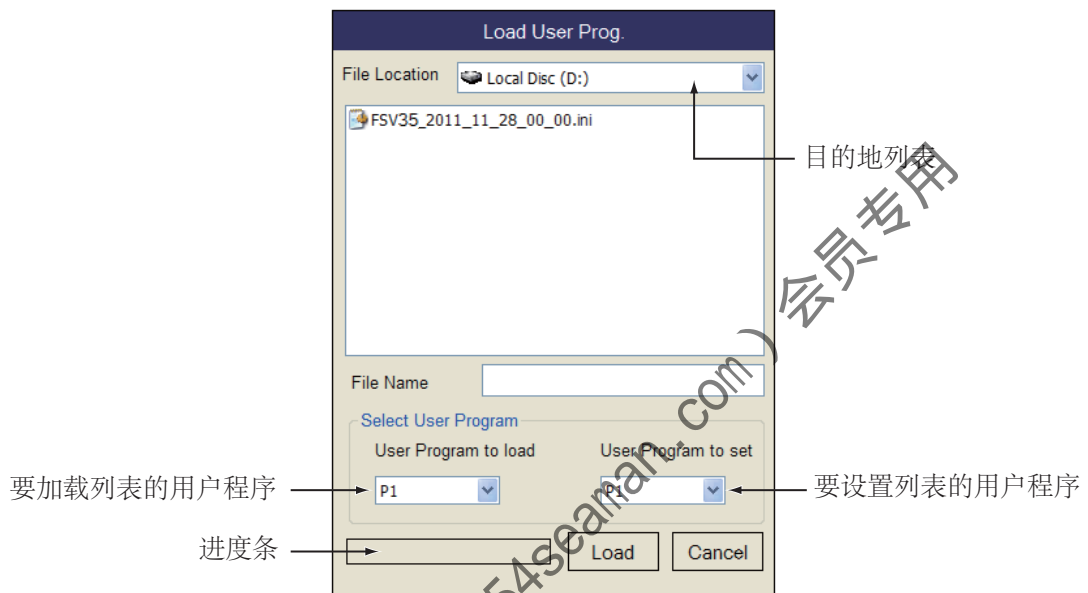 Load User Prog.
File Location
Local Disc (D:)
FSV35_2011_11_28_00_00.ini
目的地列表
File Name
Select User Program
User Program to load
User Program to set
要加载列表的用户程序
P1
P1
要设置列表的用户程序
进度条
Load
Cancel
54seaman.com）会员专用